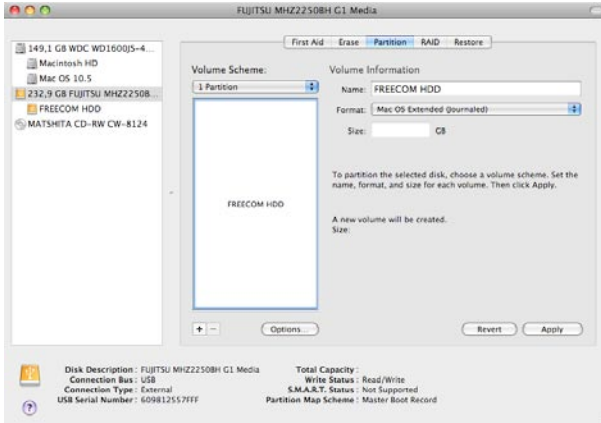 FUJITSU MHZ2250BH G1 Media
First Aid Erase Partition RAID Restore
149,1 GB WDC WD1600JS-4...
Macintosh HD
Mac OS 10.5
232,9 GB FUJITSU MHZ2250B...
FREECOM HDD
MATSHITA CD-RW CW-8124
Volume Scheme:
1 Partition
FREECOM HDD
+ -
Options...
Volume Information
Name: FREECOM HDD
Format: Mac OS Extended (Journaled)
Size: GB
To partition the selected disk, choose a volume scheme. Set the
name, format, and size for each volume. Then click Apply.
A new volume will be created.
Size:
Revert Apply
Disk Description : FUJITSU MHZ2250BH G1 Media
Connection Bus : USB
Connection Type : External
USB Serial Number : 609812557FFF
Total Capacity :
Write Status : Read/Write
S.M.A.R.T. Status : Not Supported
Partition Map Scheme : Master Boot Record
?